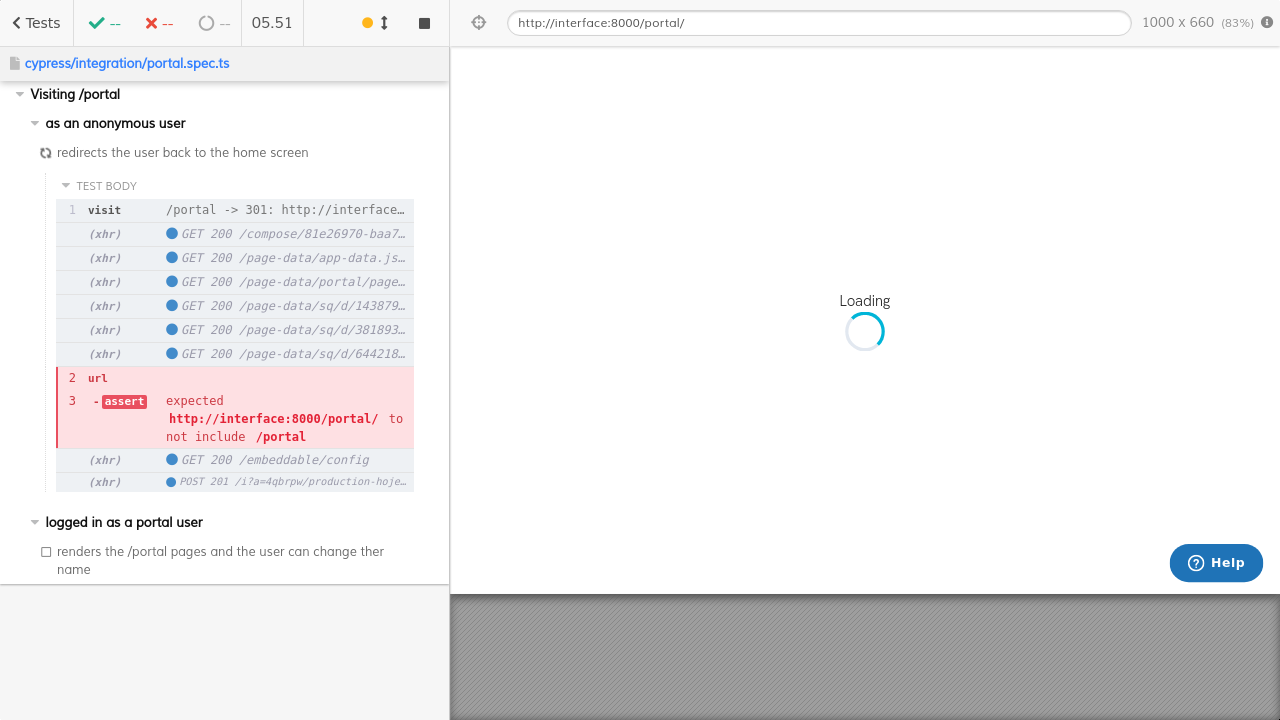 Tests
--
--
--
05.51
http://interface:8000/portal/
1000 x 660 (83%)
cypress/integration/portal.spec.ts
Visiting /portal
as an anonymous user
redirects the user back to the home screen
TEST BODY
1 visit /portal -> 301: http://interface…
(xhr) GET 200 /compose/81e26970-baa7…
(xhr) GET 200 /page-data/app-data.js…
(xhr) GET 200 /page-data/portal/page…
(xhr) GET 200 /page-data/sq/d/143879…
(xhr) GET 200 /page-data/sq/d/381893…
(xhr) GET 200 /page-data/sq/d/644218…
2 url
3 -assert expected
http://interface:8000/portal/ to
not include /portal
(xhr) GET 200 /embeddable/config
(xhr) POST 201 /i?a=4qbrpw/production-hoje…
logged in as a portal user
renders the /portal pages and the user can change ther
name
Loading
Help